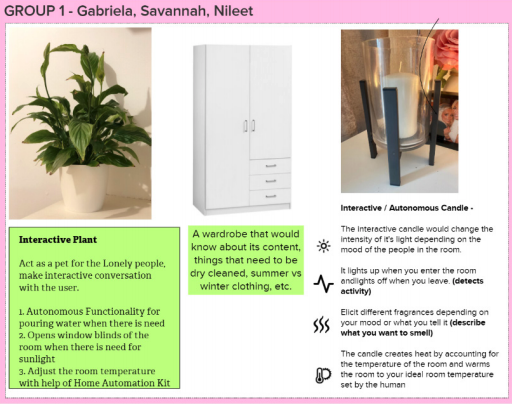 GROUP 1 - Gabriela, Savannah, Nileet
Interactive Plant
Act as a pet for the Lonely people,
make interactive conversation
with the user.
1. Autonomous Functionality for
pouring water when there is need
2. Opens window blinds of the
room when there is need for
sunlight
3. Adjust the room temperature
with help of Home Automation Kit
A wardrobe that would
know about its content,
things that need to be
dry cleaned, summer vs
winter clothing, etc.
Interactive / Autonomous Candle -
The Interactive candle would change the
intensity of it's light depending on the
mood of the people in the room.
It lights up when you enter the room
andlights off when you leave. (detects
activity)
Elicit different fragrances depending on
your mood or what you tell it (describe
what you want to smell)
The candle creates heat by accounting for
the temperature of the room and warms
the room to your ideal room temperature
set by the human